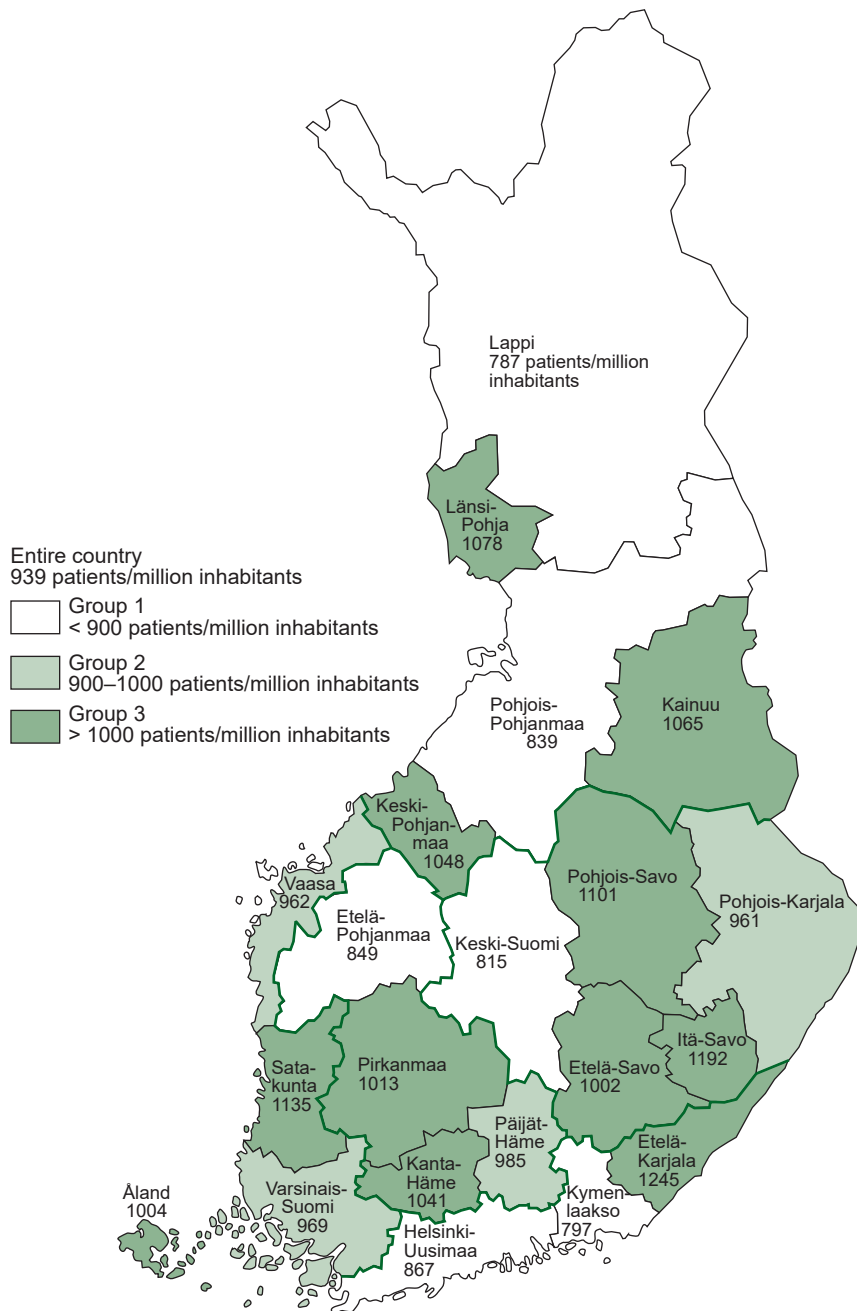 Lappi
787 patients/million
inhabitants
Länsi-
Pohja
1078
Entire country
939 patients/million inhabitants
Group 1
< 900 patients/million inhabitants
Group 2
900–1000 patients/million inhabitants
Group 3
> 1000 patients/million inhabitants
Pohjois-
Pohjanmaa
839
Kainuu
1065
Keski-
Pohjan-
maa
1048
Vaasa
962
Etelä-
Pohjanmaa
849
Keski-Suomi
815
Pohjois-Savo
1101
Pohjois-Karjala
961
Sata-
kunta
1135
Pirkanmaa
1013
Etelä-Savo
1002
Itä-Savo
1192
Päijät-
Häme
985
Etelä-
Karjala
1245
Kanta-
Häme
1041
Kymen-
laakso
797
Varsinais-
Suomi
969
Åland
1004
Helsinki-
Uusimaa
867